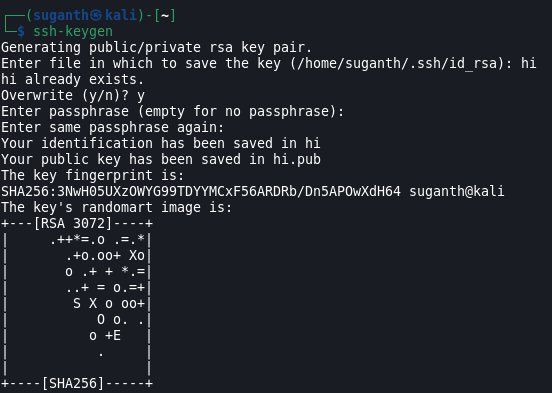 ┌──(suganth㉿kali)-[~]
└─$ ssh-keygen
Generating public/private rsa key pair.
Enter file in which to save the key (/home/suganth/.ssh/id_rsa): hi
hi already exists.
Overwrite (y/n)? y
Enter passphrase (empty for no passphrase):
Enter same passphrase again:
Your identification has been saved in hi
Your public key has been saved in hi.pub
The key fingerprint is:
SHA256:3NwH05UXzOWYG99TDYYMCxF56ARDRb/Dn5APOwXdH64 suganth@kali
The key's randomart image is:
+---[RSA 3072]----+
|     .++*=.o .=.*|
|       .+o.oo+ Xo|
|       o .+ + *.=|
|       ..+ = o.=+|
|        S X o oo+|
|           O o. .|
|          o +E   |
|           .     |
|                 |
+----[SHA256]-----+